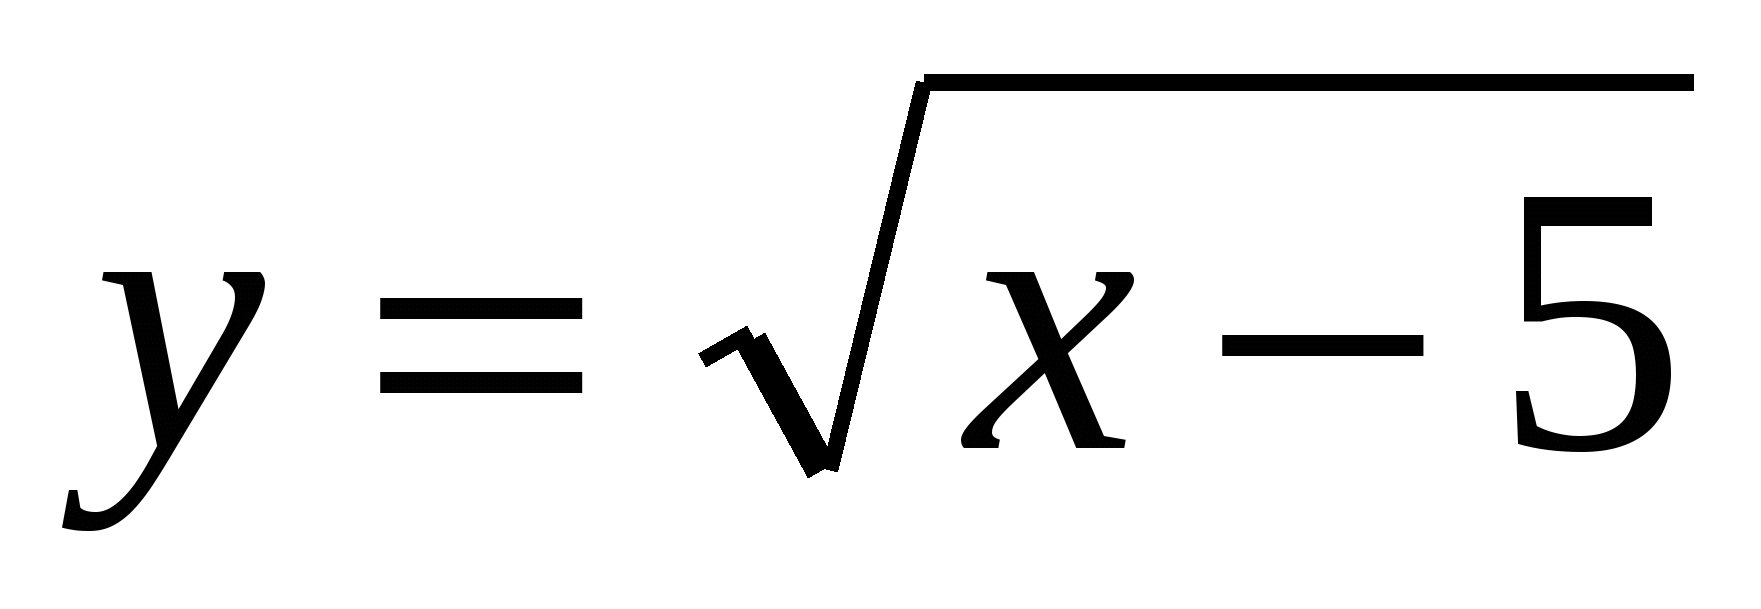 y = √x − 5